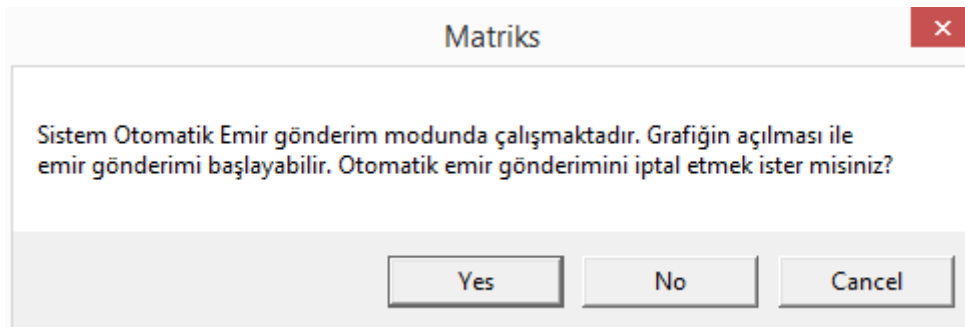 Matriks
Sistem Otomatik Emir gönderim modunda çalışmaktadır. Grafiğin açılması ile
emir gönderimi başlayabilir. Otomatik emir gönderimini iptal etmek ister misiniz?
Yes No Cancel